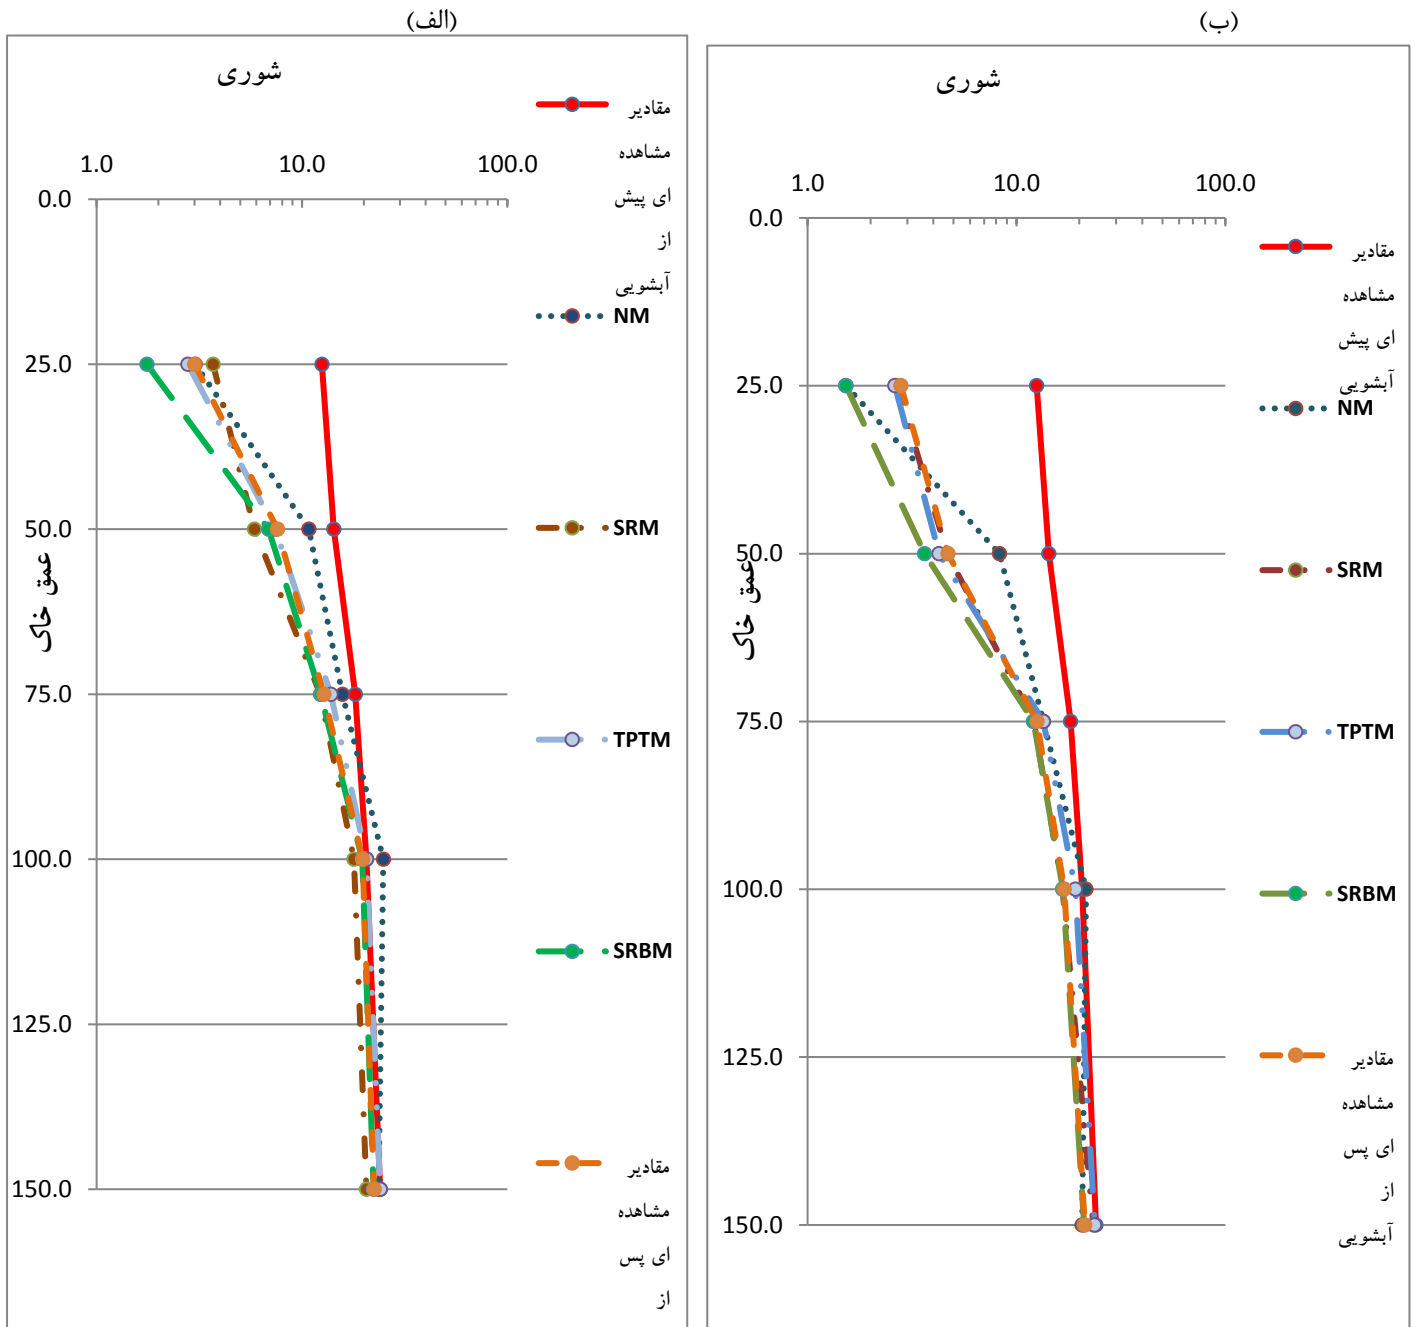 (الف)
شوری
1.0 10.0 100.0
0.0
25.0
50.0
75.0
100.0
125.0
150.0
عمق خاک
مقادیر
مشاهده
ای پیش
از
آبشویی
NM
SRM
TPTM
SRBM
مقادیر
مشاهده
ای پس
از
(ب)
شوری
1.0 10.0 100.0
0.0
25.0
50.0
75.0
100.0
125.0
150.0
عمق خاک
مقادیر
مشاهده
ای پیش
آبشویی
NM
SRM
TPTM
SRBM
مقادیر
مشاهده
ای پس
از
آبشویی